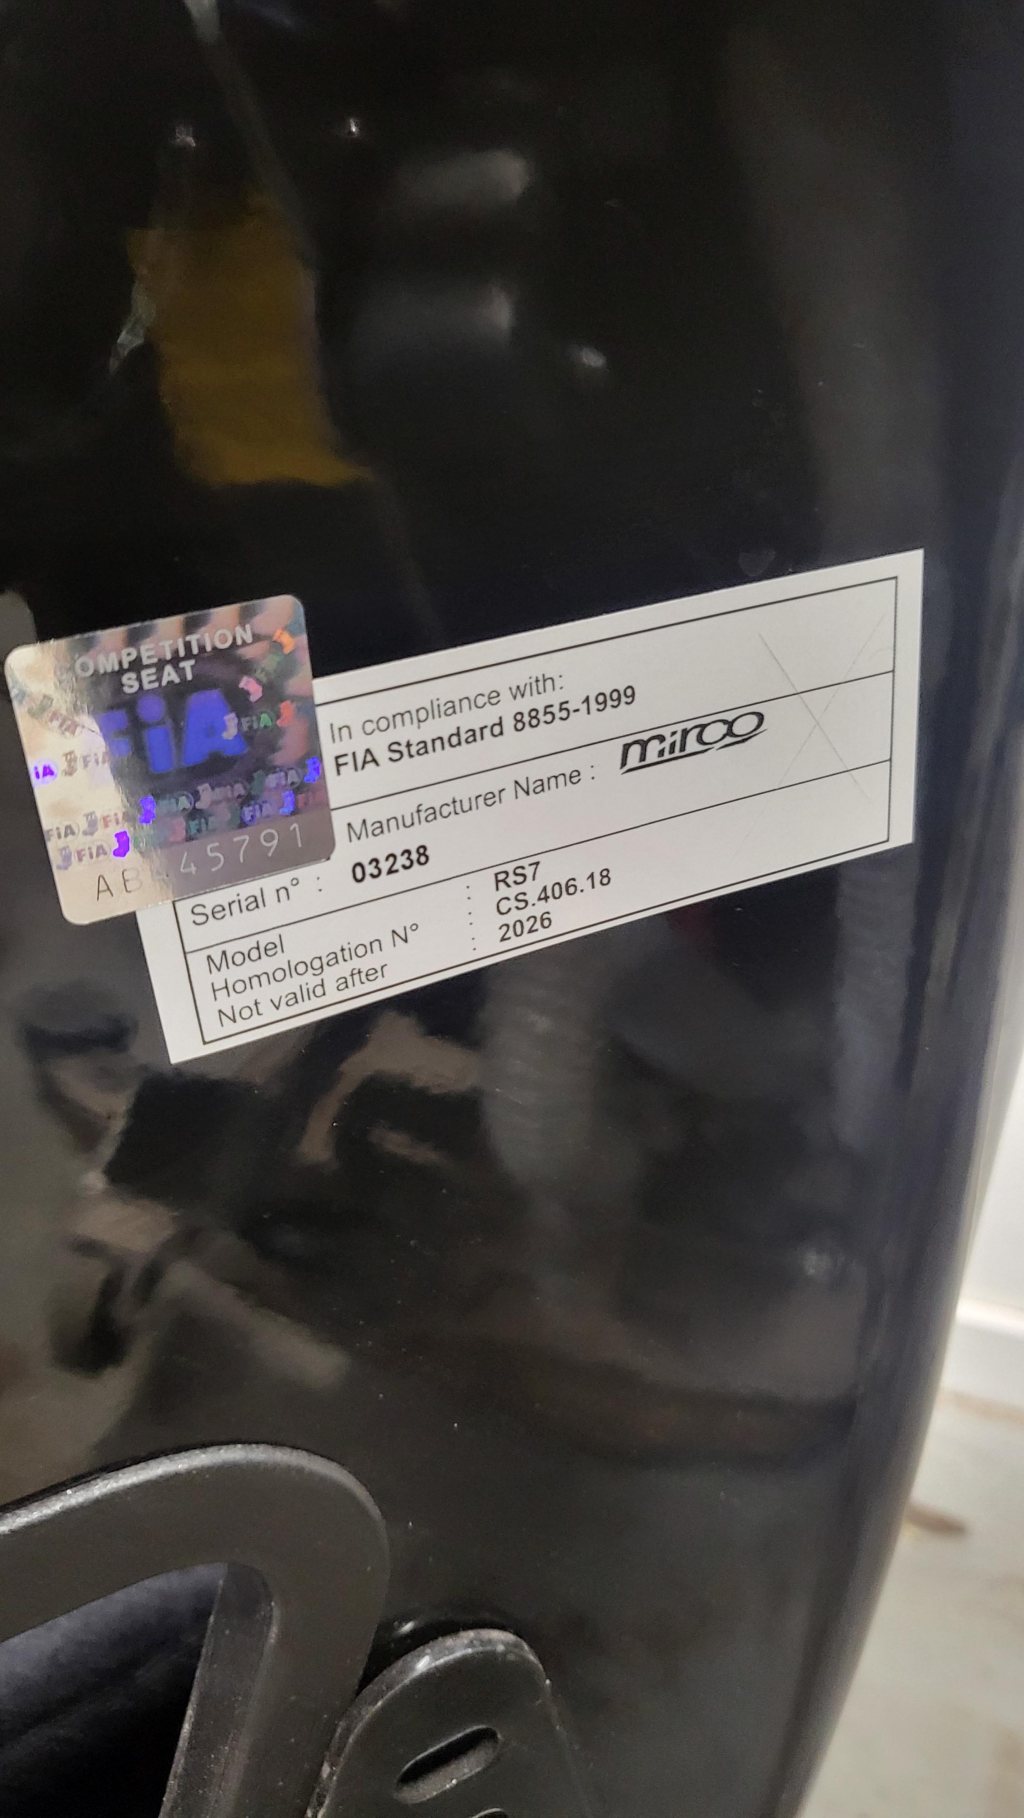 COMPETITION
SEAT
FiA
45791
In compliance with:
FIA Standard 8855-1999
Manufacturer Name : mirco
Serial n° : 03238
Model : RS7
Homologation N° : CS.406.18
Not valid after : 2026